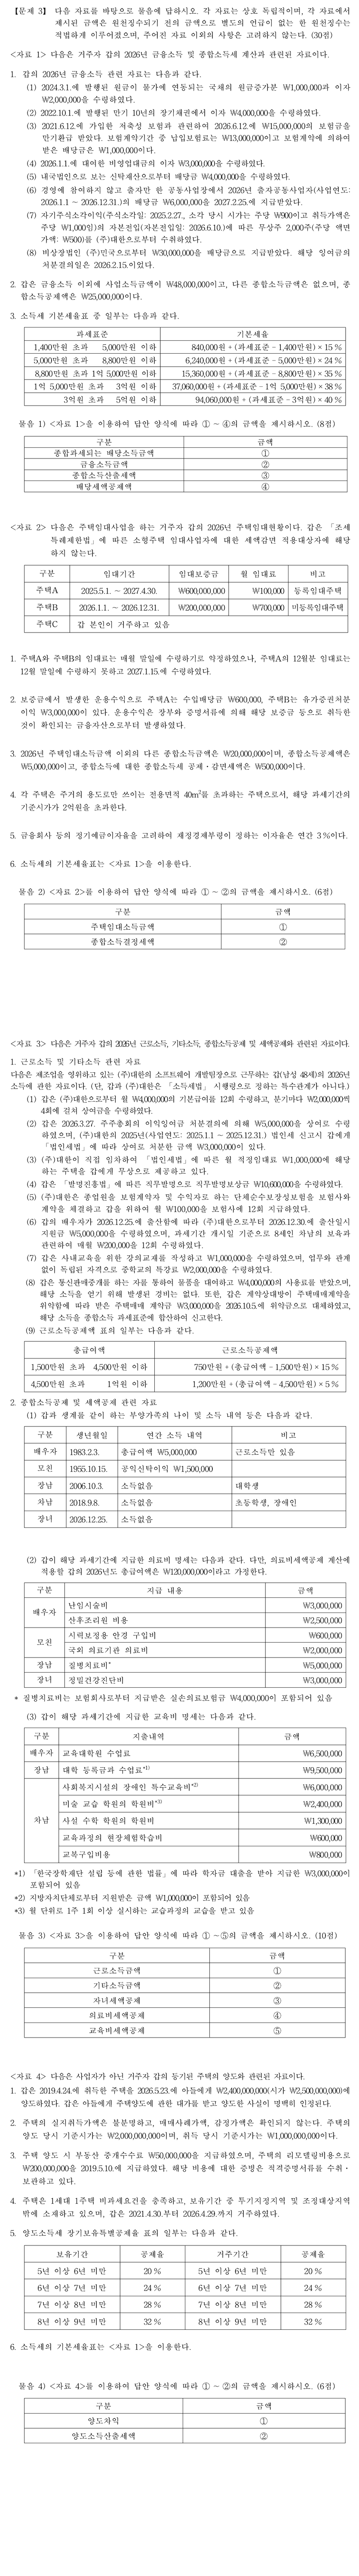 【문제 3】 다음 자료를 바탕으로 물음에 답하시오. 각 자료는 상호 독립적이며, 각 자료에서
제시된 금액은 원천징수되기 전의 금액으로 별도의 언급이 없는 한 원천징수는
적법하게 이루어졌으며, 주어진 자료 이외의 사항은 고려하지 않는다. (30점)
<자료 1> 다음은 거주자 갑의 2026년 금융소득 및 종합소득세 계산과 관련된 자료이다.
1. 갑의 2026년 금융소득 관련 자료는 다음과 같다.
(1) 2024.3.1에 발행된 원금이 물가에 연동되는 국채의 원금증가분 ₩1,000,000과 이자
₩2,000,000을 수령하였다.
(2) 2022.10.1에 발행된 만기 10년의 장기채권에서 이자 ₩4,000,000을 수령하였다.
(3) 2021.6.12에 가입한 저축성 보험과 관련하여 2026.6.12에 ₩15,000,000의 보험금을
만기환급 받았다. 보험계약기간 중 납입보험료는 ₩13,000,000이고 보험계약에 의하여
받은 배당금은 ₩1,000,000이다.
(4) 2026.1.1에 대여한 비영업대금의 이자 ₩3,000,000을 수령하였다.
(5) 내국법인으로 보는 신탁재산으로부터 배당금 ₩4,000,000을 수령하였다.
(6) 경영에 참여하지 않고 출자만 한 공동사업장에서 2026년 출자공동사업자(사업연도:
2026.1.1 ~ 2026.12.31.)의 배당금 ₩6,000,000을 2027.2.25에 지급받았다.
(7) 자기주식소각이익(주식소각일: 2025.2.27., 소각 당시 시가는 주당 ₩900이고 취득가액은
주당 ₩1,000임)의 자본전입(자본전입일: 2026.6.10.)에 따른 무상주 2,000주(주당 액면
가액: ₩500)를 (주)대한으로부터 수취하였다.
(8) 비상장법인 (주)민국으로부터 ₩30,000,000을 배당금으로 지급받았다. 해당 잉여금의
처분결의일은 2026.2.15.이었다.
2. 갑은 금융소득 이외에 사업소득금액이 ₩48,000,000이고, 다른 종합소득금액은 없으며, 종
합소득공제액은 ₩25,000,000이다.
3. 소득세 기본세율표 중 일부는 다음과 같다.
과세표준 기본세율
1,400만원 초과 5,000만원 이하 840,000원 + (과세표준 − 1,400만원) × 15 %
5,000만원 초과 8,800만원 이하 6,240,000원 + (과세표준 − 5,000만원) × 24 %
8,800만원 초과 1억 5,000만원 이하 15,360,000원 + (과세표준 − 8,800만원) × 35 %
1억 5,000만원 초과 3억원 이하 37,060,000원 + (과세표준 − 1억 5,000만원) × 38 %
3억원 초과 5억원 이하 94,060,000원 + (과세표준 − 3억원) × 40 %
물음 1) <자료 1>을 이용하여 답안 양식에 따라 ① ~ ④의 금액을 제시하시오. (8점)
구분 금액
종합과세되는 배당소득금액 ①
금융소득금액 ②
종합소득산출세액 ③
배당세액공제액 ④
<자료 2> 다음은 주택임대사업을 하는 거주자 갑의 2026년 주택임대현황이다. 갑은 「조세
특례제한법」에 따른 소형주택 임대사업자에 대한 세액감면 적용대상자에 해당
하지 않는다.
구분 임대기간 임대보증금 월 임대료 비고
주택A 2025.5.1. ~ 2027.4.30. ₩600,000,000 ₩100,000 등록임대주택
주택B 2026.1.1. ~ 2026.12.31. ₩200,000,000 ₩700,000 미등록임대주택
주택C 갑 본인이 거주하고 있음
1. 주택A와 주택B의 임대료는 매월 말일에 수령하기로 약정하였으나, 주택A의 12월분 임대료는
12월 말일에 수령하지 못하고 2027.1.15.에 수령하였다.
2. 보증금에서 발생한 운용수익으로 주택A는 수입배당금 ₩600,000, 주택B는 유가증권처분
이익 ₩3,000,000이 있다. 운용수익은 장부와 증명서류에 의해 해당 보증금 등으로 취득한
것이 확인되는 금융자산으로부터 발생하였다.
3. 2026년 주택임대소득금액 이외의 다른 종합소득금액은 ₩20,000,000이며, 종합소득공제액은
₩5,000,000이고, 종합소득에 대한 종합소득세 공제・감면세액은 ₩500,000이다.
4. 각 주택은 주거의 용도로만 쓰이는 전용면적 40m²를 초과하는 주택으로서, 해당 과세기간의
기준시가가 2억원을 초과한다.
5. 금융회사 등의 정기예금이자율을 고려하여 재정경제부령이 정하는 이자율은 연간 3 %이다.
6. 소득세의 기본세율표는 <자료 1>을 이용한다.
물음 2) <자료 2>를 이용하여 답안 양식에 따라 ① ~ ②의 금액을 제시하시오. (6점)
구분 금액
주택임대소득금액 ①
종합소득결정세액 ②
<자료 3> 다음은 거주자 갑의 2026년 근로소득, 기타소득, 종합소득공제 및 세액공제와 관련된 자료이다.
1. 근로소득 및 기타소득 관련 자료
다음은 제조업을 영위하고 있는 (주)대한의 소프트웨어 개발팀장으로 근무하는 갑(남성 48세)의 2026년
소득에 관한 자료이다. (단, 갑과 (주)대한은 「소득세법」 시행령으로 정하는 특수관계가 아니다.)
(1) 갑은 (주)대한으로부터 월 ₩4,000,000의 기본급여를 12회 수령하고, 분기마다 ₩2,000,000씩
4회에 걸쳐 상여금을 수령하였다.
(2) 갑은 2026.3.27. 주주총회의 이익잉여금 처분결의에 의해 ₩5,000,000을 상여로 수령
하였으며, (주)대한의 2025년(사업연도: 2025.1.1 ~ 2025.12.31.) 법인세 신고시 갑에게
「법인세법」에 따라 상여로 처분한 금액 ₩3,000,000이 있다.
(3) (주)대한이 직접 임차하여 「법인세법」에 따른 월 적정임대료 ₩1,000,000에 해당
하는 주택을 갑에게 무상으로 제공하고 있다.
(4) 갑은 「발명진흥법」에 따른 직무발명으로 직무발명보상금 ₩10,600,000을 수령하였다.
(5) (주)대한은 종업원을 보험계약자 및 수익자로 하는 단체순수보장성보험을 보험사와
계약을 체결하고 갑을 위하여 월 ₩100,000을 보험사에 12회 지급하였다.
(6) 갑의 배우자가 2026.12.25에 출산함에 따라 (주)대한으로부터 2026.12.30에 출산일시
지원금 ₩5,000,000을 수령하였으며, 과세기간 개시일 기준으로 8세인 차남의 보육과
관련하여 매월 ₩200,000을 12회 수령하였다.
(7) 갑은 사내교육을 위한 강의교재를 작성하고 ₩1,000,000을 수령하였으며, 업무와 관계
없이 독립된 자격으로 종학교의 특강료 ₩2,000,000을 수령하였다.
(8) 갑은 통신판매중개를 하는 자를 통하여 물품을 대여하고 ₩4,000,000의 사용료를 받았으며,
해당 소득을 얻기 위해 발생된 경비는 없다. 또한, 갑은 계약상대방이 주택매매계약을
위약함에 따라 받은 주택매매 계약금 ₩3,000,000을 2026.10.5에 위약금으로 대체하였고,
해당 소득을 종합소득 과세표준에 합산하여 신고한다.
(9) 근로소득공제액 표의 일부는 다음과 같다.
총급여액 근로소득공제액
1,500만원 초과 4,500만원 이하 750만원 + (총급여액 − 1,500만원) × 15 %
4,500만원 초과 1억원 이하 1,200만원 + (총급여액 − 4,500만원) × 5 %
2. 종합소득공제 및 세액공제 관련 자료
(1) 갑과 생계를 같이 하는 부양가족의 나이 및 소득 내역 등은 다음과 같다.
구분 생년월일 연간 소득 내역 비고
배우자 1983.2.3. 총급여액 ₩5,000,000 근로소득만 있음
모친 1955.10.15. 공익신탁이익 ₩1,500,000
장남 2006.10.3. 소득없음 대학생
차남 2018.9.8. 소득없음 초등학생, 장애인
장녀 2026.12.25. 소득없음
(2) 갑이 해당 과세기간에 지급한 의료비 명세는 다음과 같다. 다만, 의료비세액공제 계산에
적용할 갑의 2026년도 총급여액은 ₩120,000,000이라고 가정한다.
구분 지급 내용 금액
배우자 난임시술비 ₩3,000,000
산후조리원 비용 ₩2,500,000
모친 시력보정용 안경 구입비 ₩600,000
국외 의료기관 의료비 ₩2,000,000
장남 질병치료비* ₩5,000,000
장녀 정밀건강진단비 ₩3,000,000
* 질병치료비는 보험회사로부터 지급받은 실손의료보험금 ₩4,000,000이 포함되어 있음
(3) 갑이 해당 과세기간에 지급한 교육비 명세는 다음과 같다.
구분 지출내역 금액
배우자 교육대학원 수업료 ₩6,500,000
장남 대학 등록금과 수업료*1) ₩9,500,000
차남 사회복지시설의 장애인 특수교육비*2) ₩6,000,000
미술 교습 학원의 학원비*3) ₩2,400,000
사설 수학 학원의 학원비 ₩1,300,000
교육과정의 현장체험학습비 ₩600,000
교복구입비용 ₩800,000
*1) 「한국장학재단 설립 등에 관한 법률」에 따라 학자금 대출을 받아 지급한 ₩3,000,000이
포함되어 있음
*2) 지방자치단체로부터 지원받은 금액 ₩1,000,000이 포함되어 있음
*3) 월 단위로 1주 1회 이상 실시하는 교습과정의 교습을 받고 있음
물음 3) <자료 3>을 이용하여 답안 양식에 따라 ① ~ ⑤의 금액을 제시하시오. (10점)
구분 금액
근로소득금액 ①
기타소득금액 ②
자녀세액공제 ③
의료비세액공제 ④
교육비세액공제 ⑤
<자료 4> 다음은 사업자가 아닌 거주자 갑의 등기된 주택의 양도와 관련된 자료이다.
1. 갑은 2019.4.24.에 취득한 주택을 2026.5.23.에 아들에게 ₩2,400,000,000(시가 ₩2,500,000,000)에
양도하였다. 갑은 아들에게 주택양도에 관한 대가를 받고 양도한 사실이 명백히 인정된다.
2. 주택의 실지취득가액은 불분명하고, 매매사례가액, 감정가액은 확인되지 않는다. 주택의
양도 당시 기준시가는 ₩2,000,000,000이며, 취득 당시 기준시가는 ₩1,000,000,000이다.
3. 주택 양도 시 부동산 중개수수료 ₩50,000,000을 지급하였으며, 주택의 리모델링비용으로
₩200,000,000을 2019.5.10에 지급하였다. 해당 비용에 대한 증명은 적격증명서류를 수취・
보관하고 있다.
4. 주택은 1세대 1주택 비과세요건을 충족하고, 보유기간 중 투기지정지역 및 조정대상지역
밖에 소재하고 있으며, 갑은 2021.4.30.부터 2026.4.29.까지 거주하였다.
5. 양도소득세 장기보유특별공제율 표의 일부는 다음과 같다.
보유기간 공제율 거주기간 공제율
5년 이상 6년 미만 20 % 5년 이상 6년 미만 20 %
6년 이상 7년 미만 24 % 6년 이상 7년 미만 24 %
7년 이상 8년 미만 28 % 7년 이상 8년 미만 28 %
8년 이상 9년 미만 32 % 8년 이상 9년 미만 32 %
6. 소득세의 기본세율표는 <자료 1>을 이용한다.
물음 4) <자료 4>를 이용하여 답안 양식에 따라 ① ~ ②의 금액을 제시하시오. (6점)
구분 금액
양도차익 ①
양도소득산출세액 ②